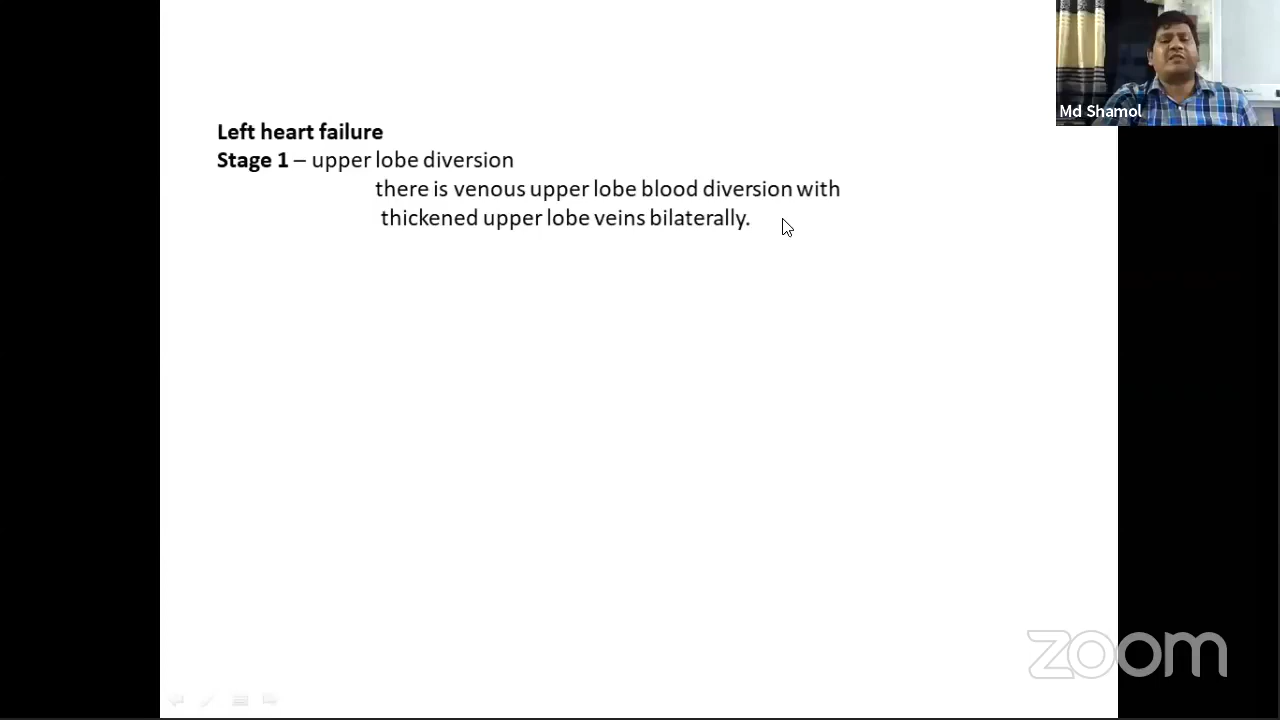 Md Shamol
Left heart failure
Stage 1 – upper lobe diversion
there is venous upper lobe blood diversion with
thickened upper lobe veins bilaterally.
zoom